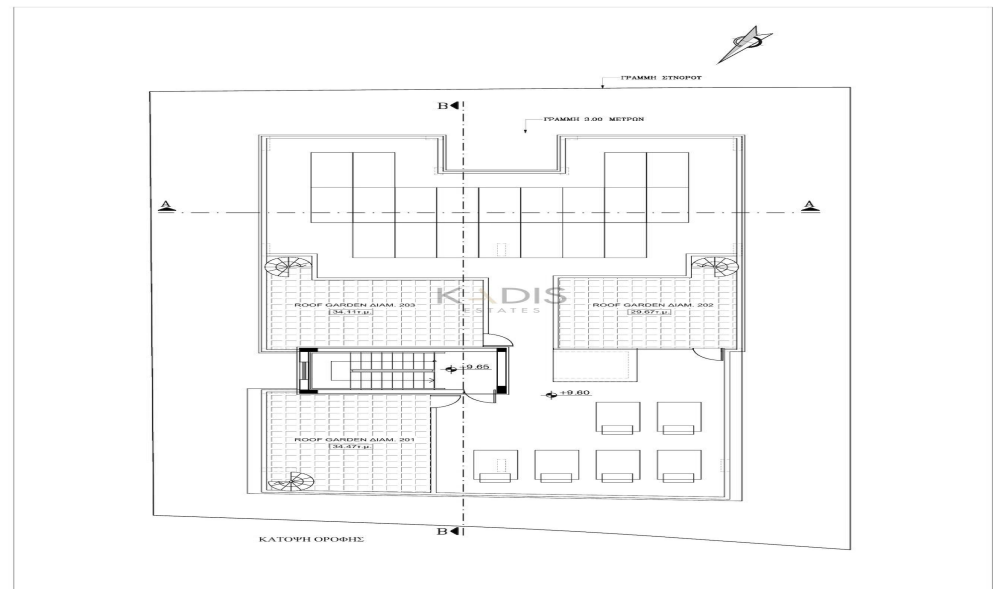 ΓΡΑΜΜΗ ΣΥΝΟΡΟΥ
B
ΓΡΑΜΜΗ 3.00 ΜΕΤΡΩΝ
A
A
KADIS
ESTATES
ROOF GARDEN ΔΙΑΜ. 203
34.11τ.μ.
ROOF GARDEN ΔΙΑΜ. 202
29.67τ.μ.
+9.65
+9.60
ROOF GARDEN ΔΙΑΜ. 201
34.47τ.μ.
B
ΚΑΤΟΨΗ ΟΡΟΦΗΣ